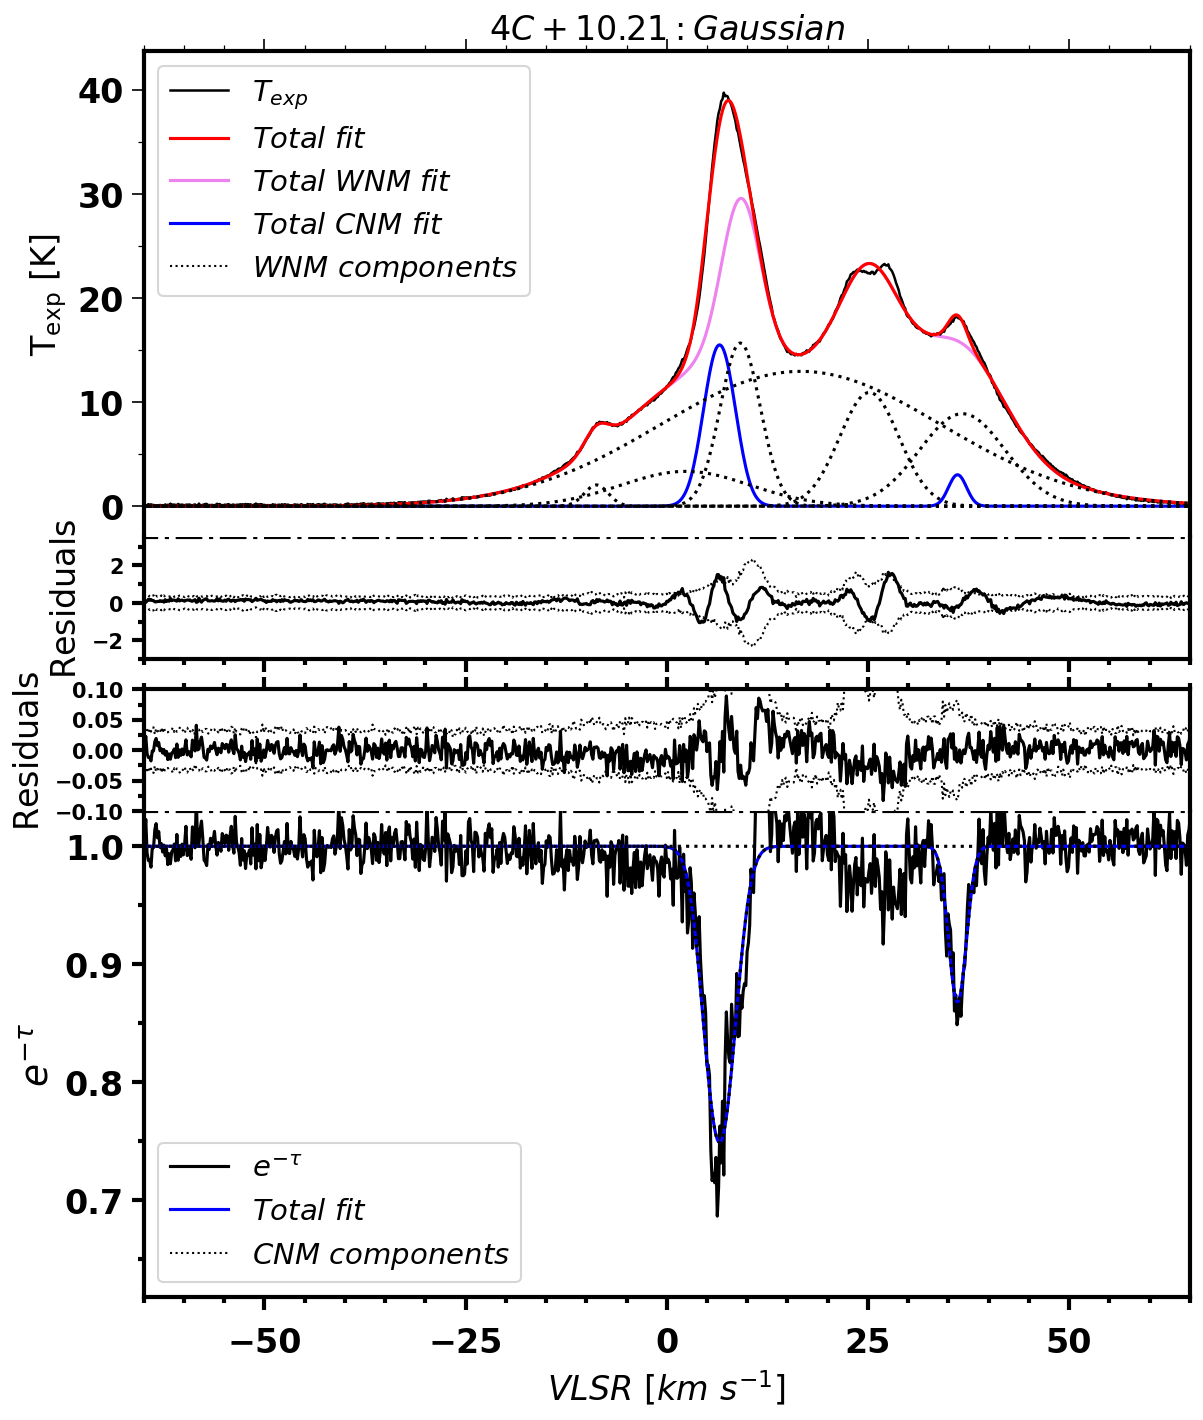 4C + 10.21 : Gaussian
T_exp [K]
40
30
20
10
0
T_exp
Total fit
Total WNM fit
Total CNM fit
WNM components
Residuals
2
0
−2
Residuals
0.10
0.05
0.00
−0.05
−0.10
e^{−τ}
1.0
0.9
0.8
0.7
e^{−τ}
Total fit
CNM components
−50 −25 0 25 50
VLSR [km s^{−1}]